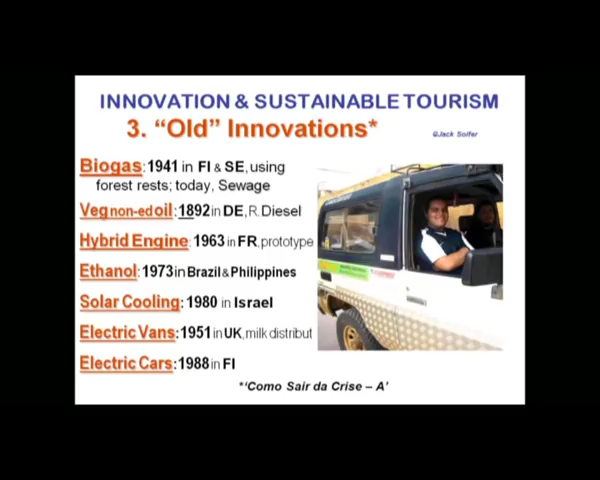 INNOVATION & SUSTAINABLE TOURISM
3. “Old” Innovations*
@Jack Soifer
Biogas: 1941 in FI & SE, using
forest rests; today, Sewage
Veg non-ed oil: 1892 in DE, R. Diesel
Hybrid Engine: 1963 in FR, prototype
Ethanol: 1973 in Brazil & Philippines
Solar Cooling: 1980 in Israel
Electric Vans: 1951 in UK, milk distribut
Electric Cars: 1988 in FI
*‘Como Sair da Crise – A’